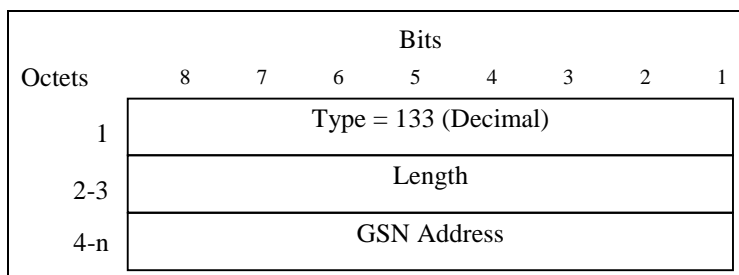 Bits
Octets 8 7 6 5 4 3 2 1
1 Type = 133 (Decimal)
2-3 Length
4-n GSN Address